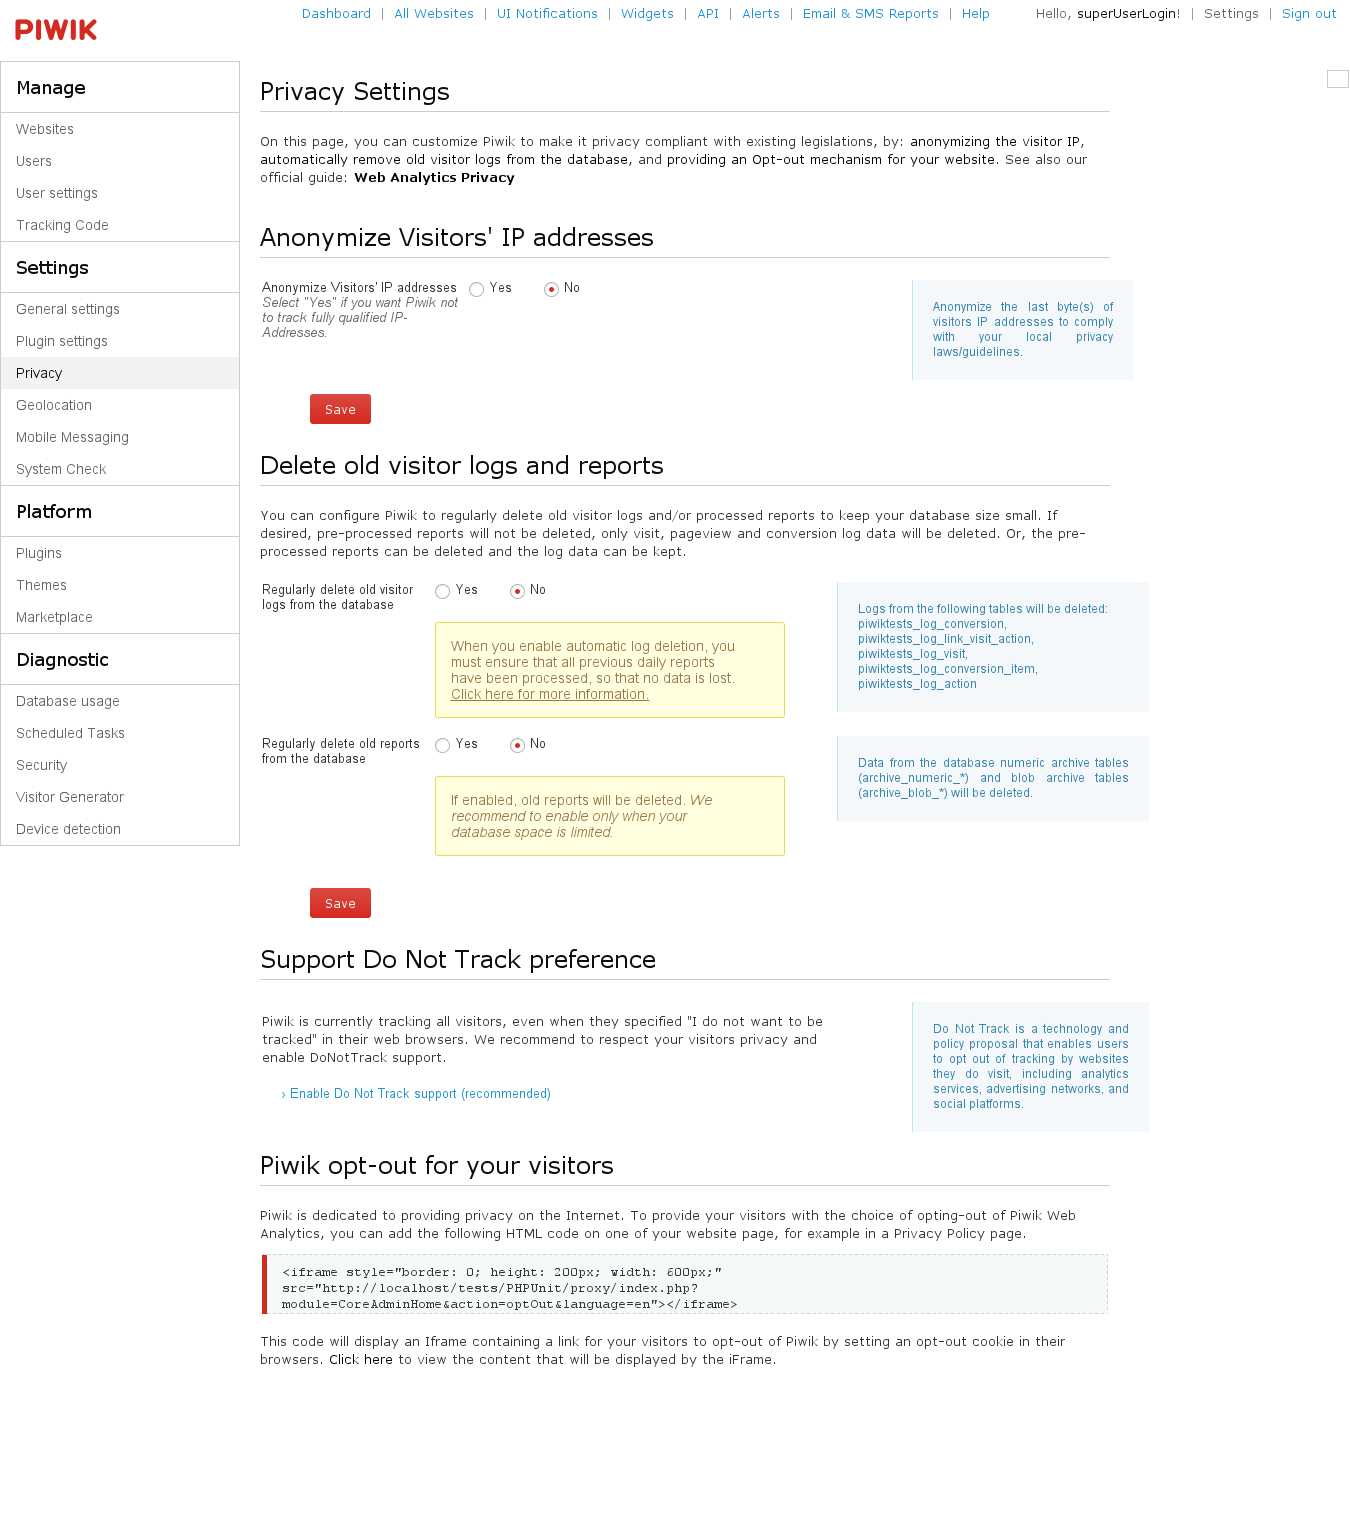 PIWIK
Dashboard | All Websites | UI Notifications | Widgets | API | Alerts | Email & SMS Reports | Help
Hello, superUserLogin! | Settings | Sign out
Manage
Websites
Users
User settings
Tracking Code
Settings
General settings
Plugin settings
Privacy
Geolocation
Mobile Messaging
System Check
Platform
Plugins
Themes
Marketplace
Diagnostic
Database usage
Scheduled Tasks
Security
Visitor Generator
Device detection
Privacy Settings
On this page, you can customize Piwik to make it privacy compliant with existing legislations, by: anonymizing the visitor IP,
automatically remove old visitor logs from the database, and providing an Opt-out mechanism for your website. See also our
official guide: Web Analytics Privacy
Anonymize Visitors' IP addresses
Anonymize Visitors' IP addresses
Select "Yes" if you want Piwik not
to track fully qualified IP-
Addresses.
Yes
No
Anonymize the last byte(s) of
visitors IP addresses to comply
with your local privacy
laws/guidelines.
Save
Delete old visitor logs and reports
You can configure Piwik to regularly delete old visitor logs and/or processed reports to keep your database size small. If
desired, pre-processed reports will not be deleted, only visit, pageview and conversion log data will be deleted. Or, the pre-
processed reports can be deleted and the log data can be kept.
Regularly delete old visitor
logs from the database
Yes
No
When you enable automatic log deletion, you
must ensure that all previous daily reports
have been processed, so that no data is lost.
Click here for more information.
Logs from the following tables will be deleted:
piwiktests_log_conversion,
piwiktests_log_link_visit_action,
piwiktests_log_visit,
piwiktests_log_conversion_item,
piwiktests_log_action
Regularly delete old reports
from the database
Yes
No
If enabled, old reports will be deleted. We
recommend to enable only when your
database space is limited.
Data from the database numeric archive tables
(archive_numeric_*) and blob archive tables
(archive_blob_*) will be deleted.
Save
Support Do Not Track preference
Piwik is currently tracking all visitors, even when they specified "I do not want to be
tracked" in their web browsers. We recommend to respect your visitors privacy and
enable DoNotTrack support.
› Enable Do Not Track support (recommended)
Do Not Track is a technology and
policy proposal that enables users
to opt out of tracking by websites
they do visit, including analytics
services, advertising networks, and
social platforms.
Piwik opt-out for your visitors
Piwik is dedicated to providing privacy on the Internet. To provide your visitors with the choice of opting-out of Piwik Web
Analytics, you can add the following HTML code on one of your website page, for example in a Privacy Policy page.
<iframe style="border: 0; height: 200px; width: 600px;"
src="http://localhost/tests/PHPUnit/proxy/index.php?
module=CoreAdminHome&action=optOut&language=en"></iframe>
This code will display an Iframe containing a link for your visitors to opt-out of Piwik by setting an opt-out cookie in their
browsers. Click here to view the content that will be displayed by the iFrame.